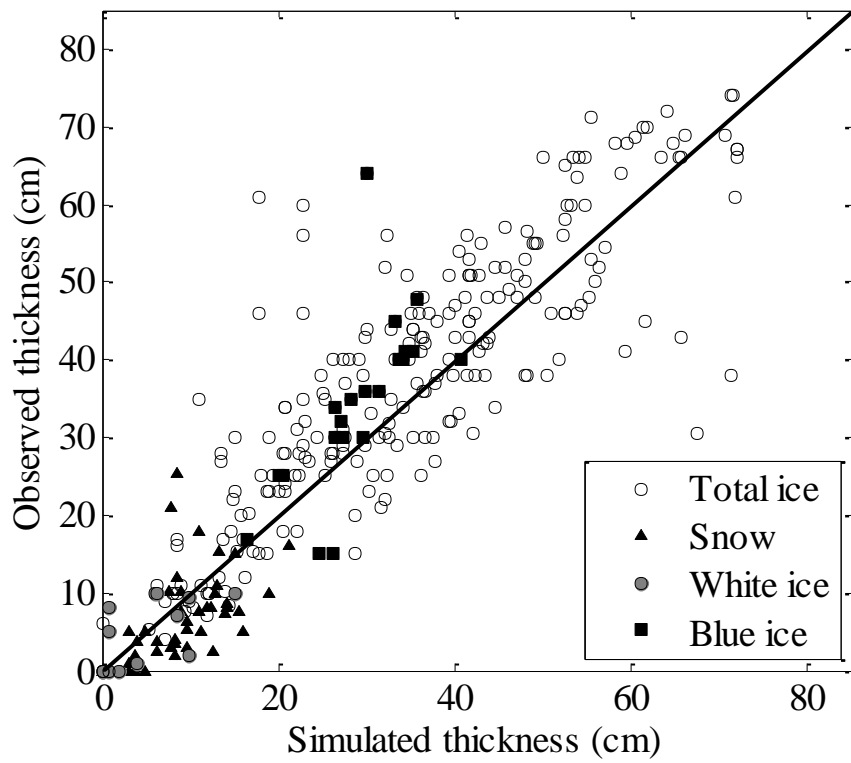 Observed thickness (cm)
80
70
60
50
40
30
20
10
0
Total ice
Snow
White ice
Blue ice
0 20 40 60 80
Simulated thickness (cm)